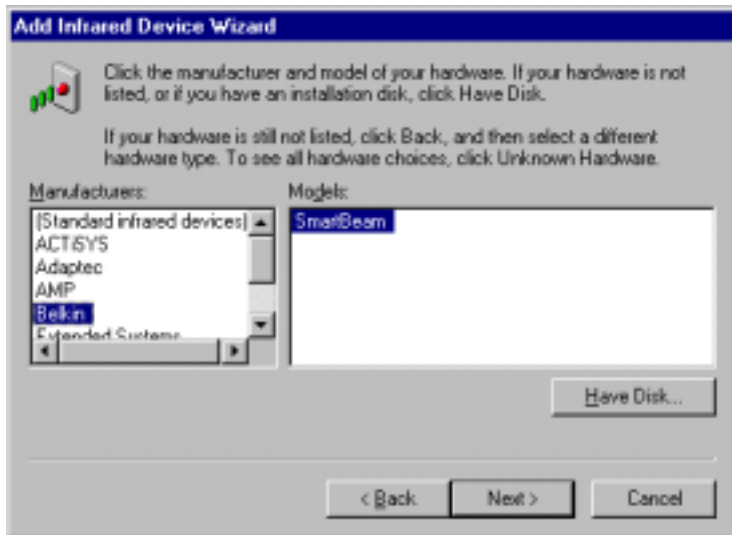 Add Infrared Device Wizard
Click the manufacturer and model of your hardware. If your hardware is not
listed, or if you have an installation disk, click Have Disk.
If your hardware is still not listed, click Back, and then select a different
hardware type. To see all hardware choices, click Unknown Hardware.
Manufacturers:
Models:
(Standard infrared devices)
ACTiSYS
Adaptec
AMP
Belkin
Extended Systems
SmartBeam
Have Disk...
< Back
Next >
Cancel